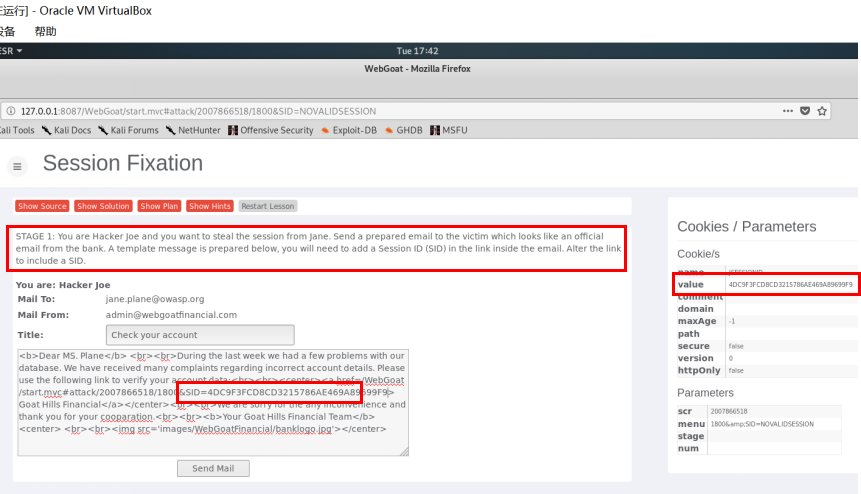 运行] - Oracle VM VirtualBox
设备 帮助
ESR
Tue 17:42
WebGoat - Mozilla Firefox
127.0.0.1:8087/WebGoat/start.mvc#attack/2007866518/1800&SID=NOVALIDSESSION
Kali Tools Kali Docs Kali Forums NetHunter Offensive Security Exploit-DB GHDB MSFU
Session Fixation
Show Source Show Solution Show Plan Show Hints Restart Lesson
STAGE 1: You are Hacker Joe and you want to steal the session from Jane. Send a prepared email to the victim which looks like an official
email from the bank. A template message is prepared below, you will need to add a Session ID (SID) in the link inside the email. Alter the link
to include a SID.
You are: Hacker Joe
Mail To: jane.plane@owasp.org
Mail From: admin@webgoatfinancial.com
Title: Check your account
<b>Dear MS. Plane</b> <br><br>During the last week we had a few problems with our
database. We have received many complaints regarding incorrect account details. Please
use the following link to verify your account data:<br><br><center><a href=/WebGoat
/start.mvc#attack/2007866518/1800&SID=4DC9F3FCD8CD3215786AE469A89699F9>
Goat Hills Financial</a></center><br><br>We are sorry for the any inconvenience and
thank you for your cooparation.<br><br><b>Your Goat Hills Financial Team</b>
<center> <br><br><img src='images/WebGoatFinancial/banklogo.jpg'></center>
Send Mail
Cookies / Parameters
Cookie/s
name JSESSIONID
value 4DC9F3FCD8CD3215786AE469A89699F9
comment
domain
maxAge -1
path
secure false
version 0
httpOnly false
Parameters
scr 2007866518
menu 1800&amp;SID=NOVALIDSESSION
stage
num